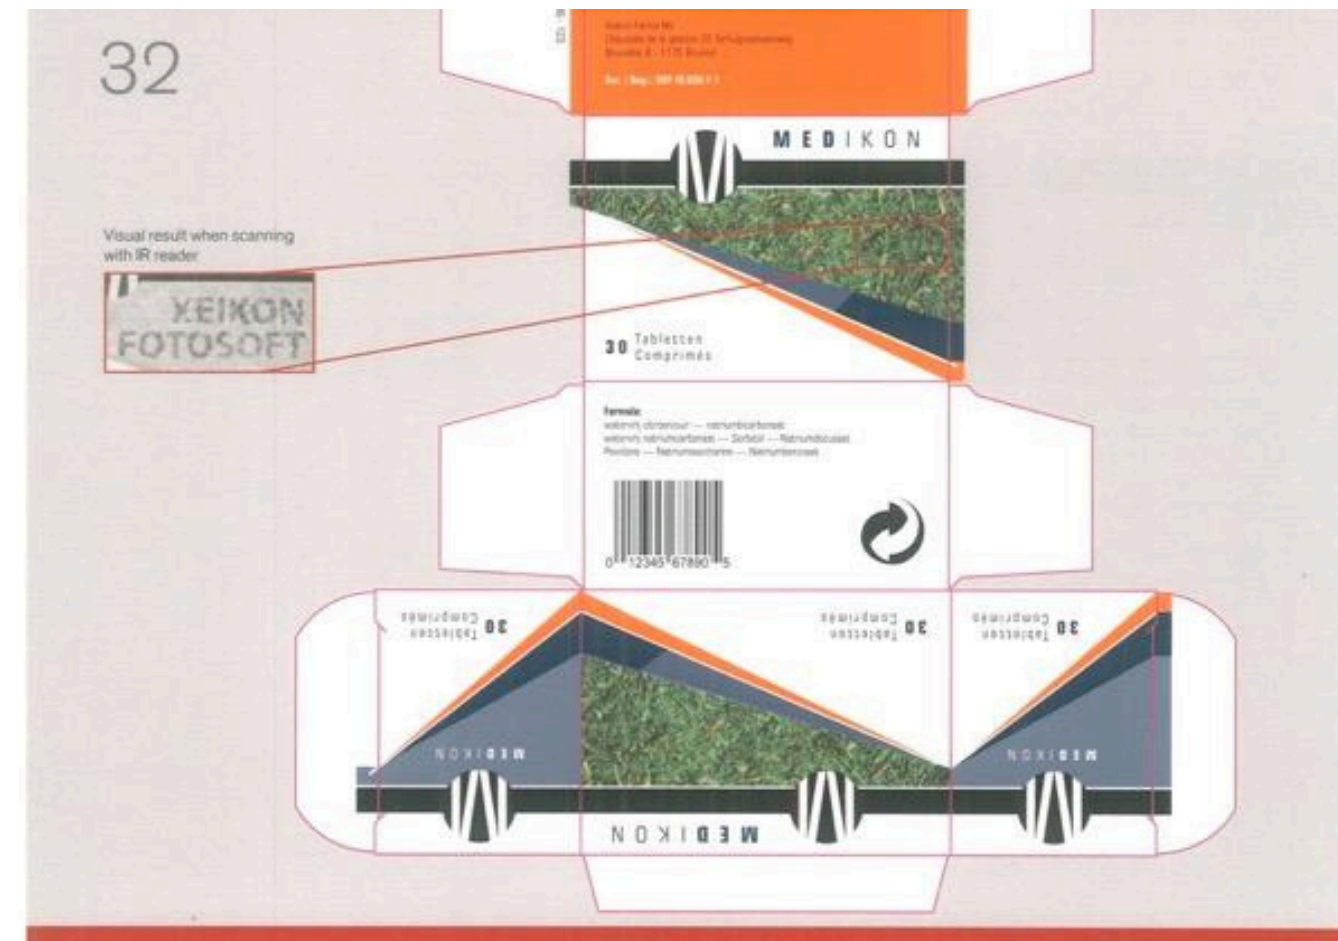 32
MEDIKON
Visual result when scanning
with IR reader
XEIKON
FOTOSOFT
30 Tabletten
Comprimés
Formula:
0 12345 67890 5
30 Tabletten
Comprimés
30 Tabletten
Comprimés
30 Tabletten
Comprimés
MEDIKON
MEDIKON
MEDIKON